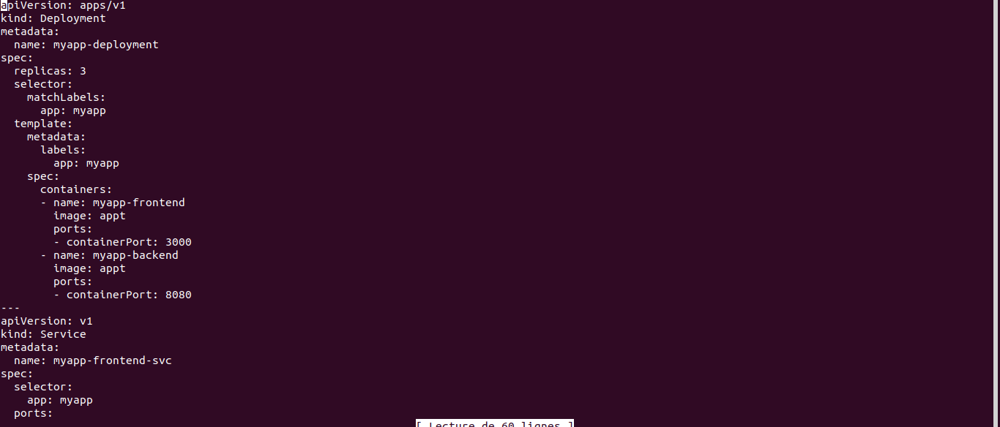 apiVersion: apps/v1
kind: Deployment
metadata:
  name: myapp-deployment
spec:
  replicas: 3
  selector:
    matchLabels:
      app: myapp
  template:
    metadata:
      labels:
        app: myapp
    spec:
      containers:
      - name: myapp-frontend
        image: appt
        ports:
        - containerPort: 3000
      - name: myapp-backend
        image: appt
        ports:
        - containerPort: 8080
---
apiVersion: v1
kind: Service
metadata:
  name: myapp-frontend-svc
spec:
  selector:
    app: myapp
  ports:
[ Lecture de 60 lignes ]